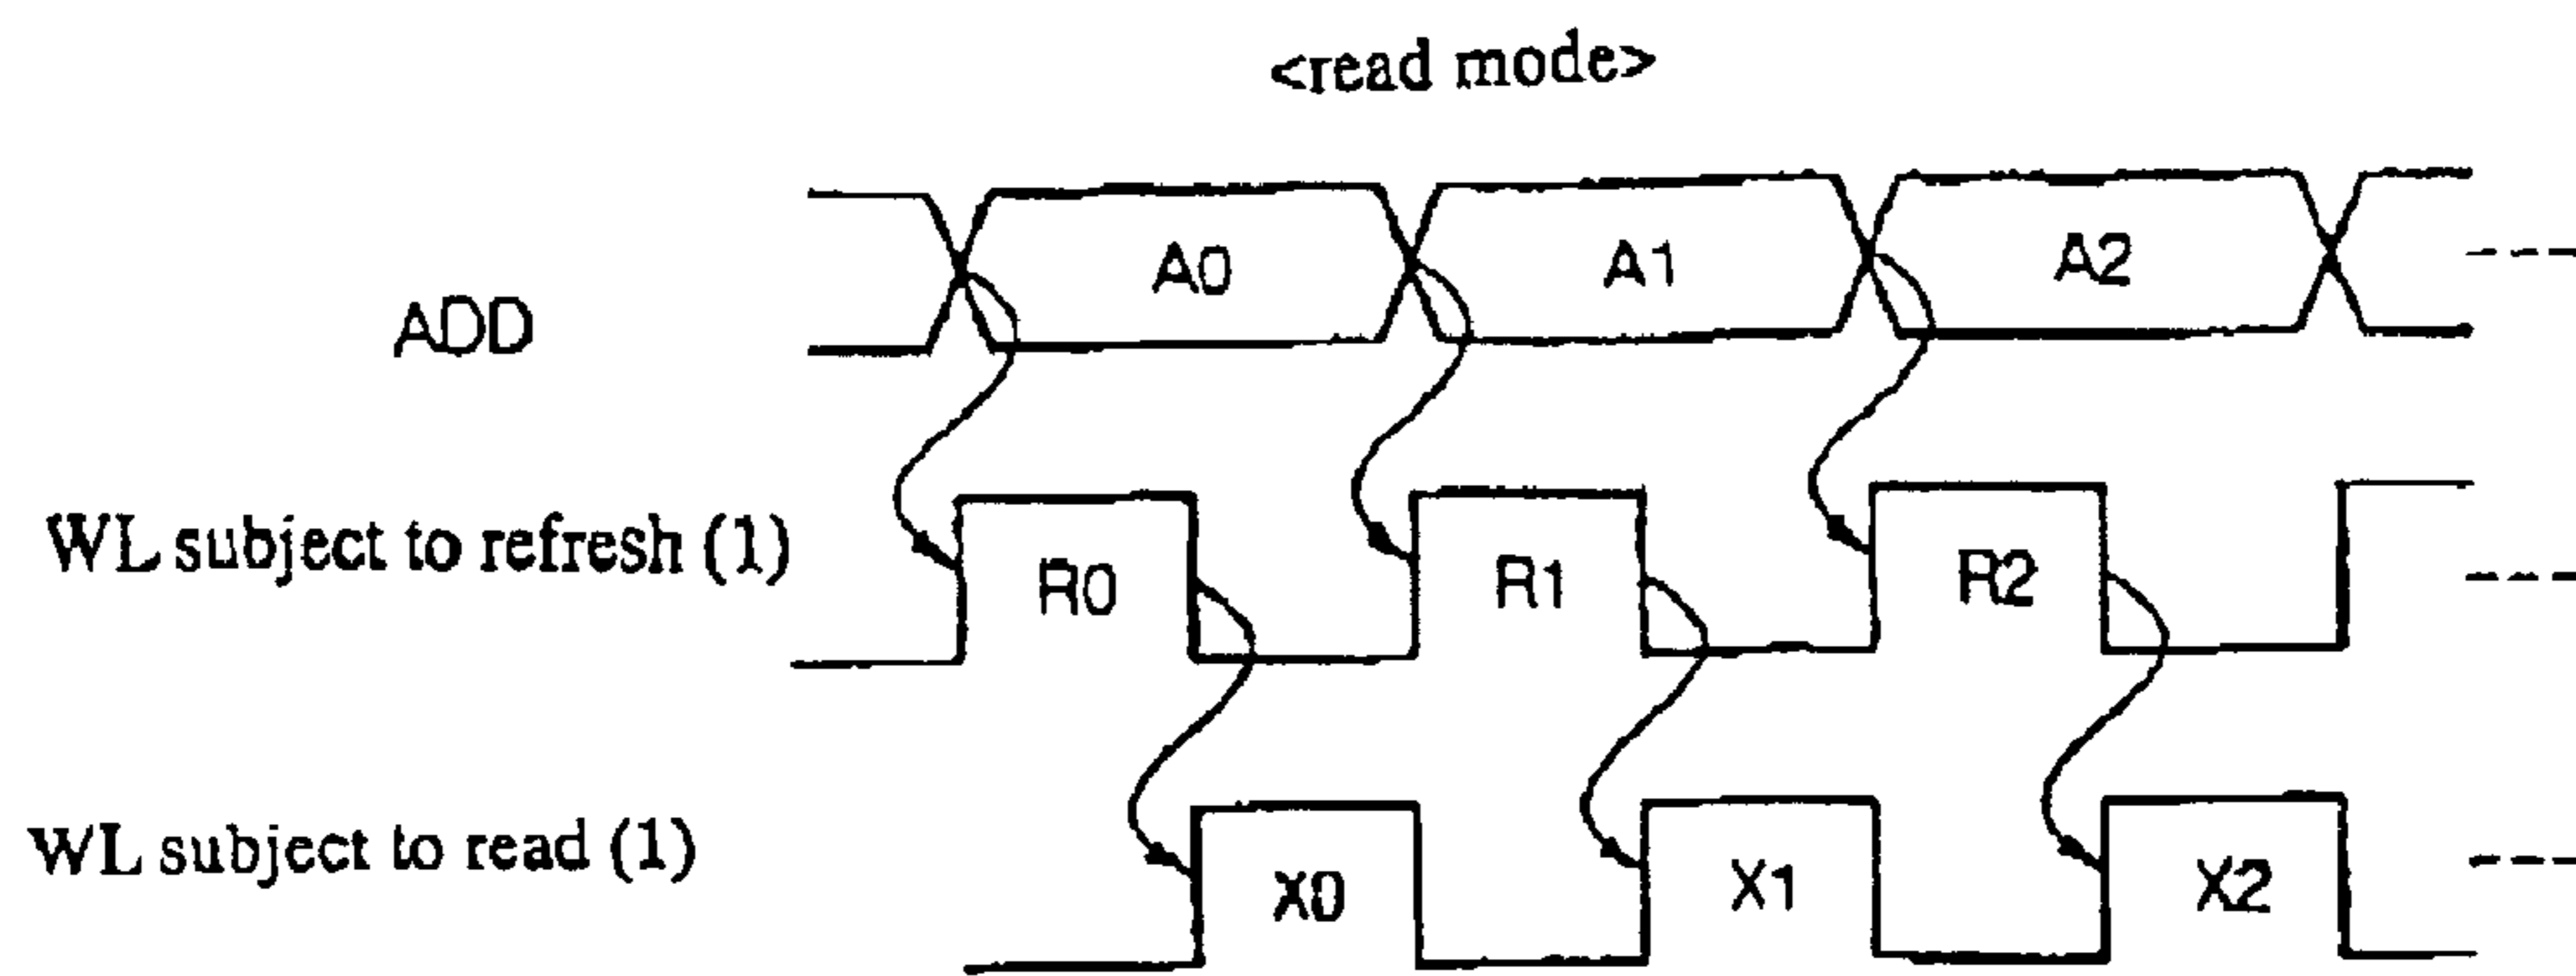 <read mode>
ADD
A0 A1 A2
WL subject to refresh (1)
R0 R1 R2
WL subject to read (1)
X0 X1 X2